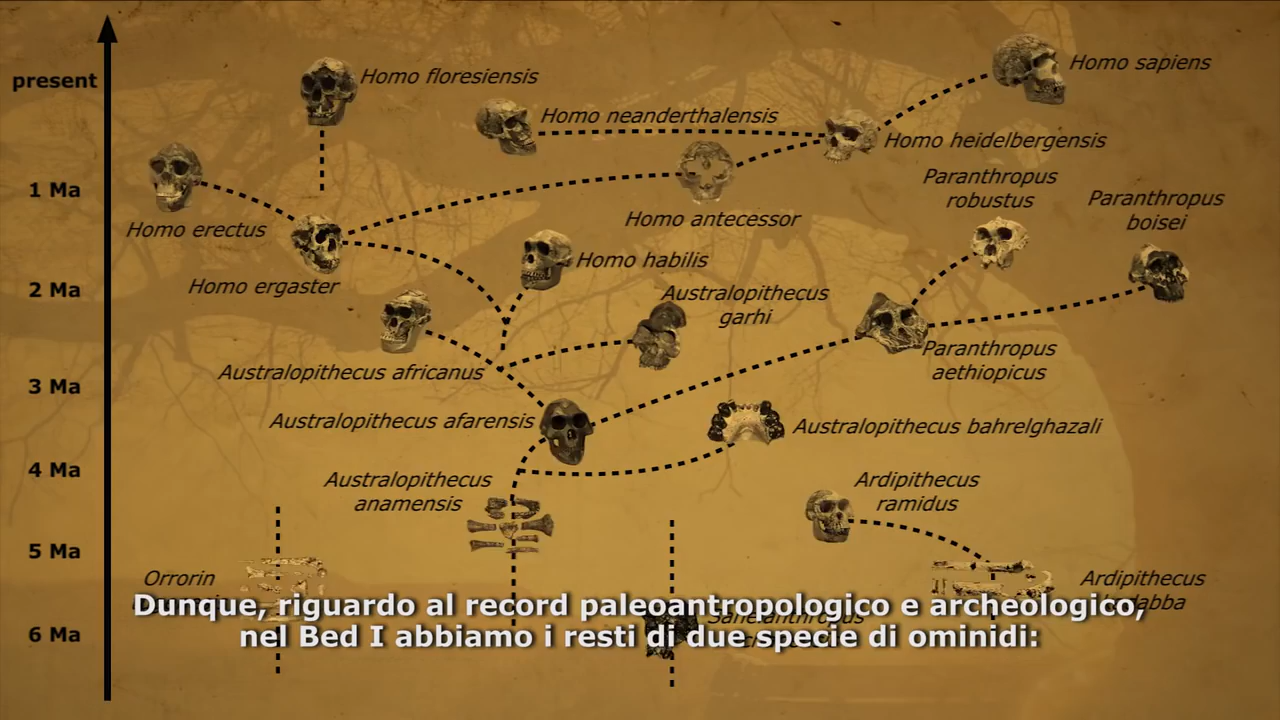 present
Homo floresiensis
Homo sapiens
Homo neanderthalensis
Homo heidelbergensis
1 Ma
Paranthropus
robustus
Paranthropus
boisei
Homo erectus
Homo antecessor
Homo habilis
Homo ergaster
2 Ma
Australopithecus
garhi
Australopithecus africanus
Paranthropus
aethiopicus
3 Ma
Australopithecus afarensis
Australopithecus bahrelghazali
4 Ma
Australopithecus
anamensis
Ardipithecus
ramidus
5 Ma
Orrorin
Ardipithecus
Dunque, riguardo al record paleoantropologico e archeologico,
nel Bed I abbiamo i resti di due specie di ominidi:
6 Ma